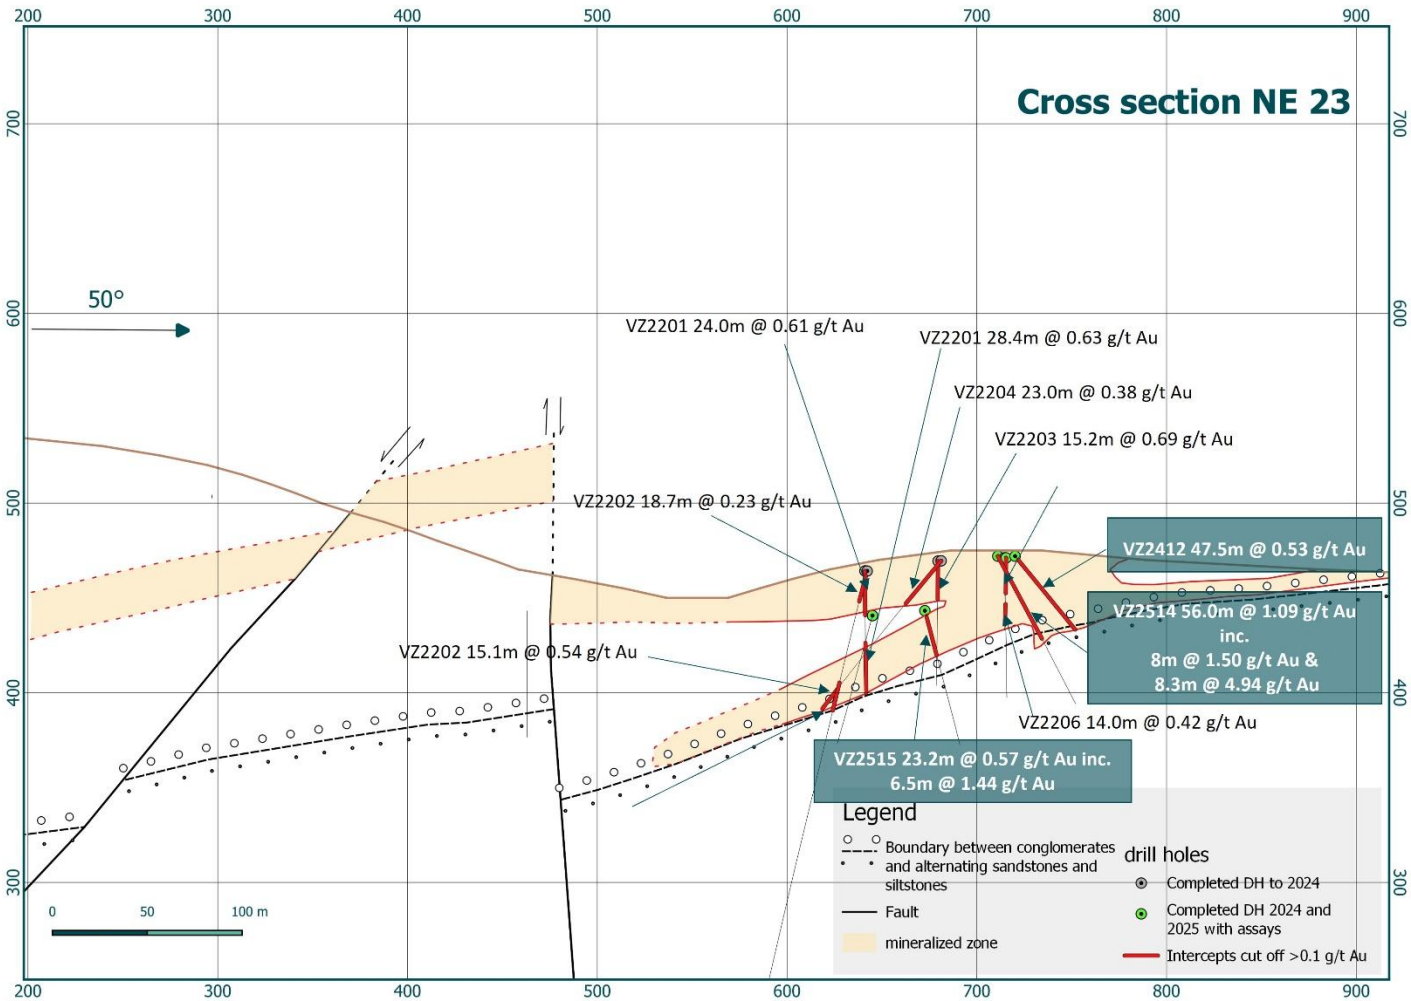 200 300 400 500 600 700 800 900
Cross section NE 23
700 700
50°
600 600
VZ2201 24.0m @ 0.61 g/t Au
VZ2201 28.4m @ 0.63 g/t Au
VZ2204 23.0m @ 0.38 g/t Au
VZ2203 15.2m @ 0.69 g/t Au
VZ2202 18.7m @ 0.23 g/t Au
500 500
VZ2412 47.5m @ 0.53 g/t Au
VZ2514 56.0m @ 1.09 g/t Au
inc.
8m @ 1.50 g/t Au &
8.3m @ 4.94 g/t Au
VZ2202 15.1m @ 0.54 g/t Au
400 400
VZ2206 14.0m @ 0.42 g/t Au
VZ2515 23.2m @ 0.57 g/t Au inc.
6.5m @ 1.44 g/t Au
Legend
Boundary between conglomerates
and alternating sandstones and
siltstones
Fault
mineralized zone
drill holes
Completed DH to 2024
Completed DH 2024 and
2025 with assays
Intercepts cut off >0.1 g/t Au
300 300
0 50 100 m
200 300 400 500 600 700 800 900